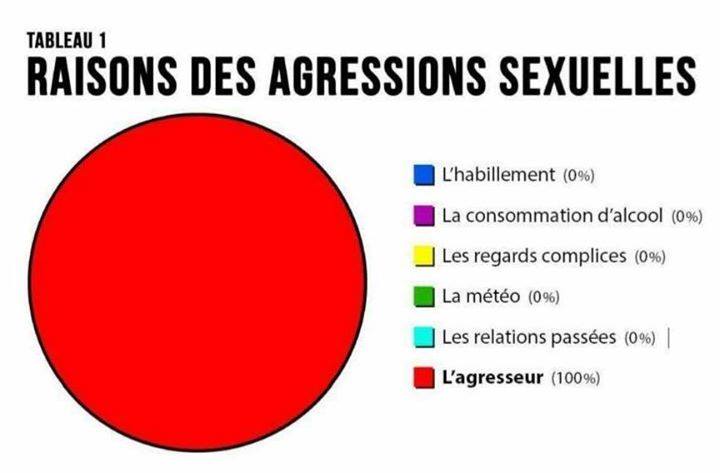 TABLEAU 1
RAISONS DES AGRESSIONS SEXUELLES
L'habillement (0%)
La consommation d'alcool (0%)
Les regards complices (0%)
La météo (0%)
Les relations passées (0%) |
L'agresseur (100%)